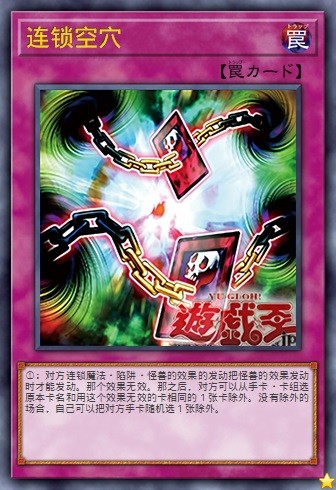 连锁空穴
トラップ
罠
【罠カード】
YU-GI-OH!
遊戯王
JP
①:对方连锁魔法·陷阱·怪兽的效果的发动把怪兽的效果发动
时才能发动。那个效果无效。那之后,对方可以从手卡·卡组选
原本卡名和用这个效果无效的卡相同的1张卡除外。没有除外的
场合,自己可以把对方手卡随机选1张除外。